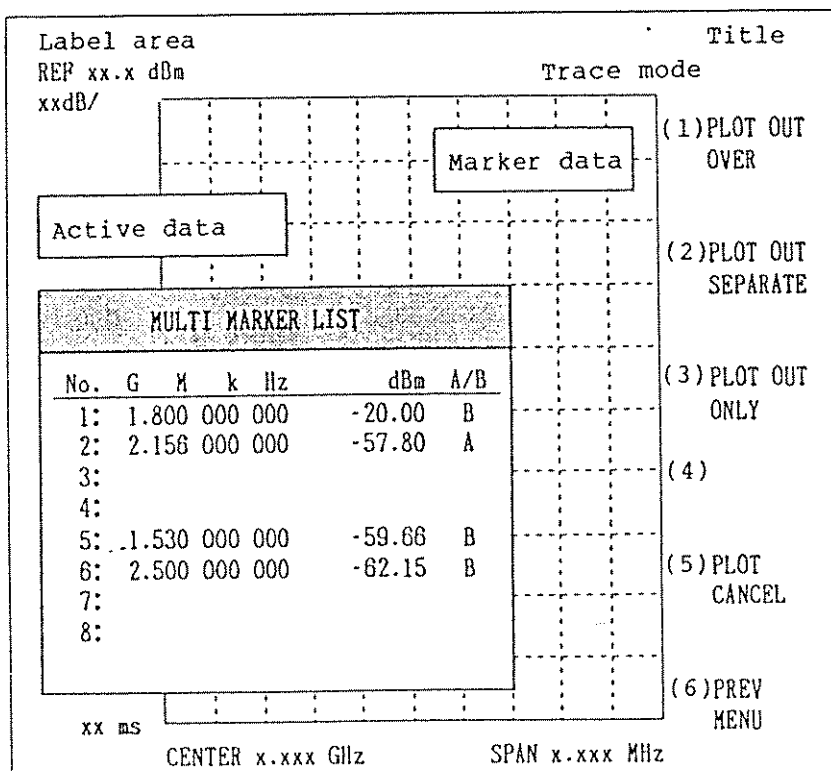 Label area
Title
REF xx.x dBm
Trace mode
xxdB/
(1)PLOT OUT
OVER
Marker data
Active data
(2)PLOT OUT
SEPARATE
MULTI MARKER LIST
No. G M k Hz dBm A/B
1: 1.800 000 000 -20.00 B
2: 2.156 000 000 -57.80 A
3:
4:
5: 1.530 000 000 -59.66 B
6: 2.500 000 000 -62.15 B
7:
8:
(3)PLOT OUT
ONLY
(4)
(5)PLOT
CANCEL
(6)PREV
MENU
xx ms
CENTER x.xxx GHz SPAN x.xxx MHz